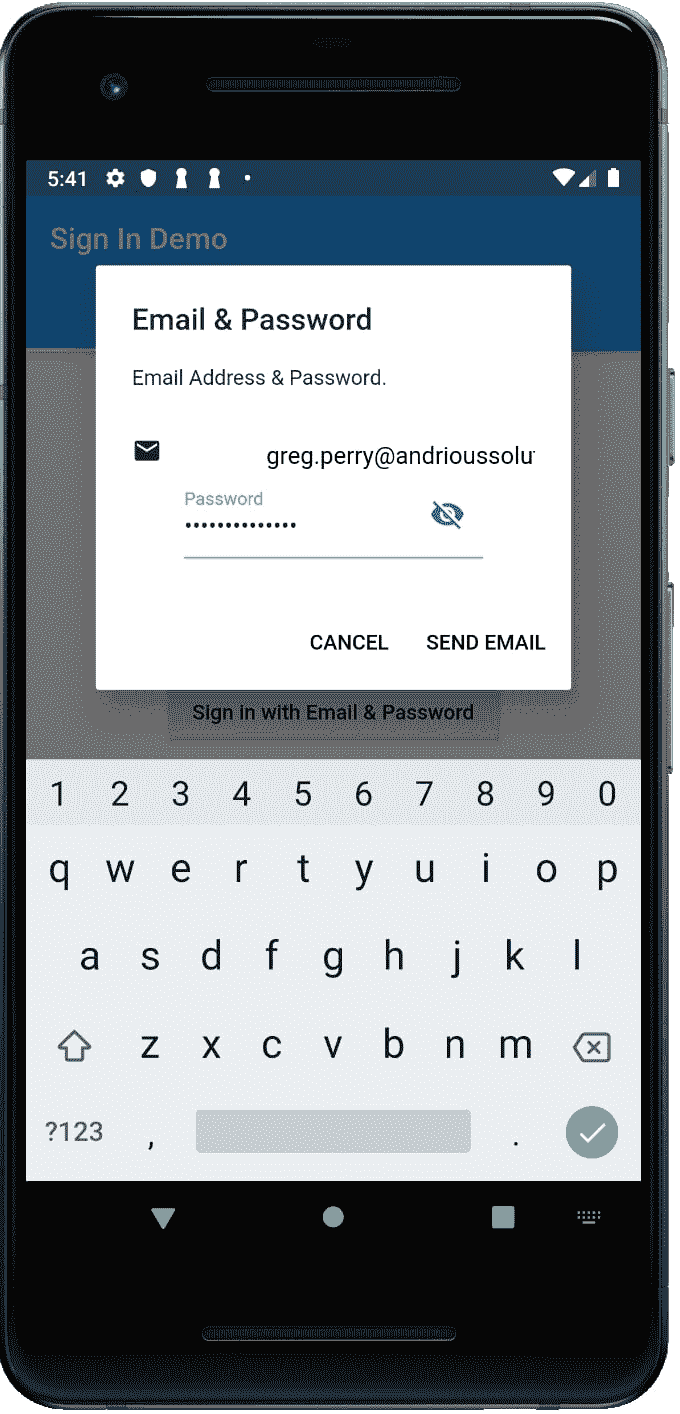 5:41
Sign In Demo
Email & Password
Email Address & Password.
greg.perry@andrioussolu
Password
••••••••••••••
CANCEL SEND EMAIL
Sign in with Email & Password
1 2 3 4 5 6 7 8 9 0
q w e r t y u i o p
a s d f g h j k l
z x c v b n m
?123 , .